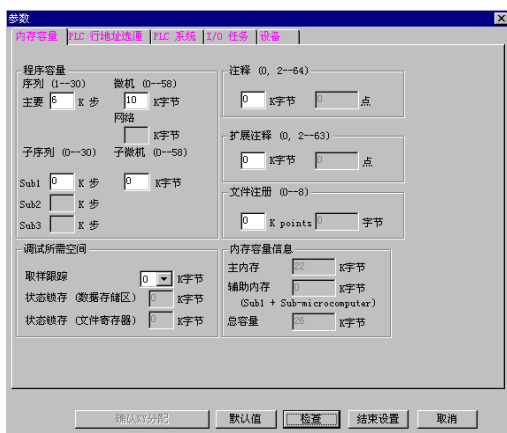 参数
内存容量 PLC 行地址选通 PLC 系统 I/O 任务 设备
程序容量
序列 (1--30) 微机 (0--58)
主要 6 K 步 10 K字节
网络
K字节
子序列 (0--30) 子微机 (0--58)
Sub1 0 K 步 0 K字节
Sub2 K 步
Sub3 K 步
调试所需空间
取样跟踪 0 K字节
状态锁存 (数据存储区) 0 K字节
状态锁存 (文件寄存器) 0 K字节
注释 (0, 2--64)
0 K字节 0 点
扩展注释 (0, 2--63)
0 K字节 0 点
文件注册 (0--8)
0 K points 0 字节
内存容量信息
主内存 22 K字节
辅助内存 0 K字节
(Sub1 + Sub-microcomputer)
总容量 26 K字节
确认XY分配 默认值 检查 结束设置 取消